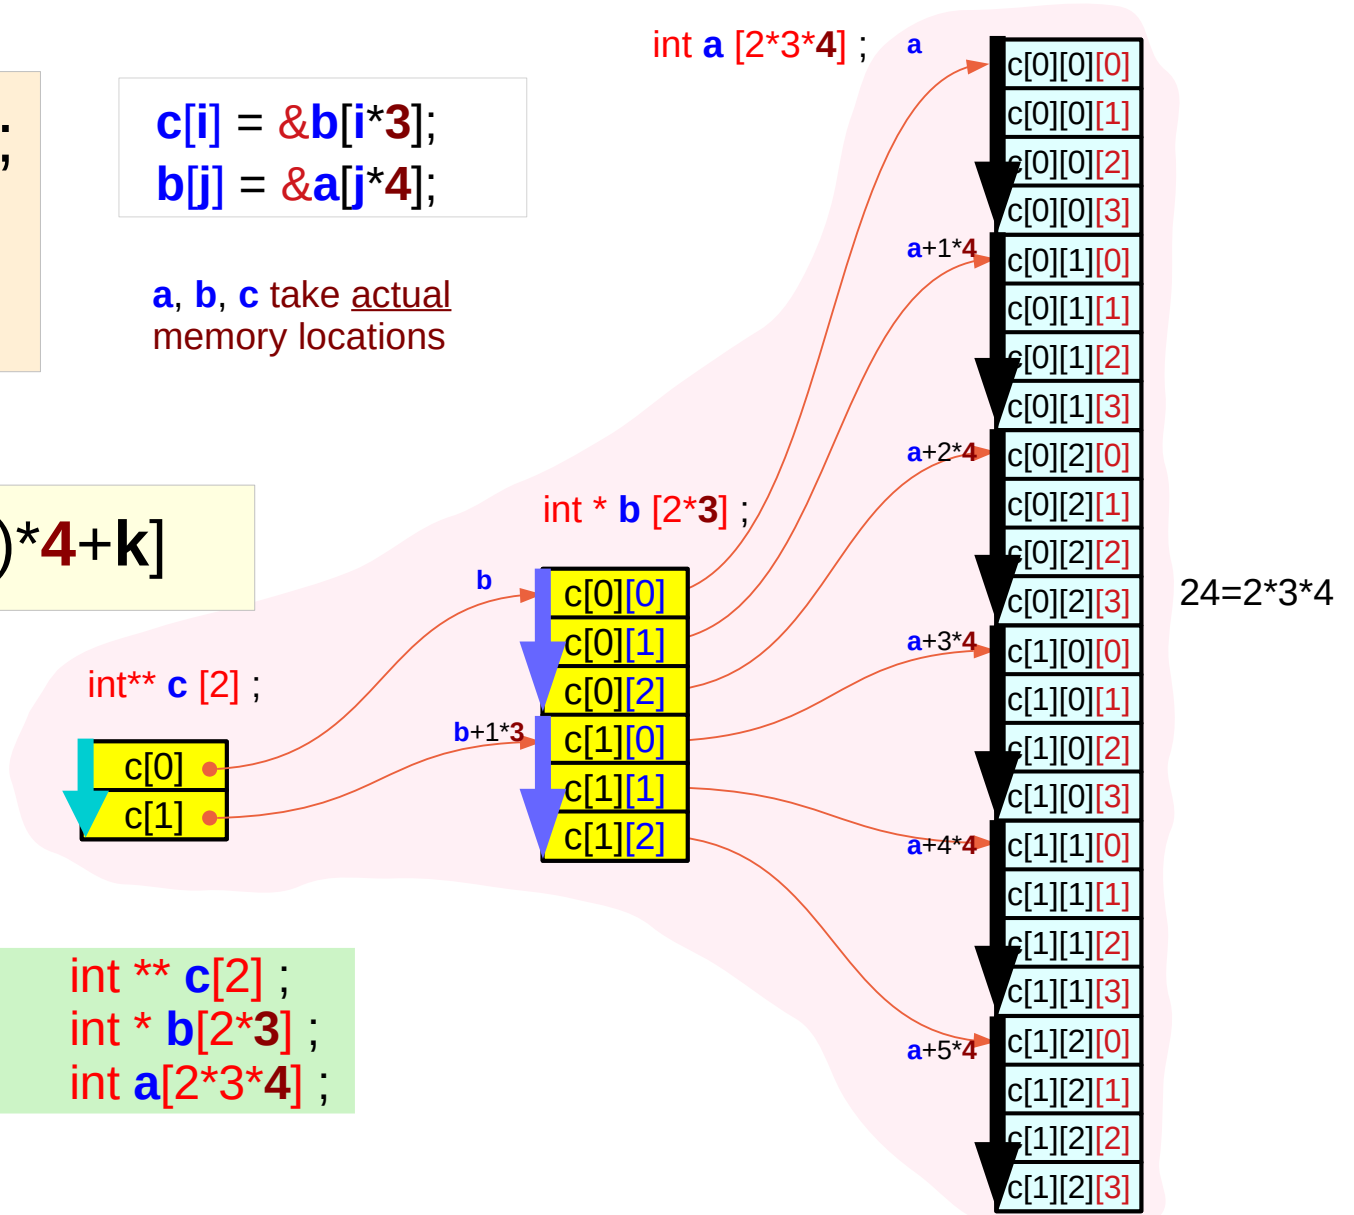 int a [2*3*4] ;
a
;
c[i] = &b[i*3];
b[j] = &a[j*4];
a, b, c take actual
memory locations
)*4+k]
int** c [2] ;
c[0]
c[1]
int * b [2*3] ;
b
b+1*3
c[0][0]
c[0][1]
c[0][2]
c[1][0]
c[1][1]
c[1][2]
a+1*4
a+2*4
a+3*4
a+4*4
a+5*4
c[0][0][0]
c[0][0][1]
c[0][0][2]
c[0][0][3]
c[0][1][0]
c[0][1][1]
c[0][1][2]
c[0][1][3]
c[0][2][0]
c[0][2][1]
c[0][2][2]
c[0][2][3]
c[1][0][0]
c[1][0][1]
c[1][0][2]
c[1][0][3]
c[1][1][0]
c[1][1][1]
c[1][1][2]
c[1][1][3]
c[1][2][0]
c[1][2][1]
c[1][2][2]
c[1][2][3]
24=2*3*4
int ** c[2] ;
int * b[2*3] ;
int a[2*3*4] ;